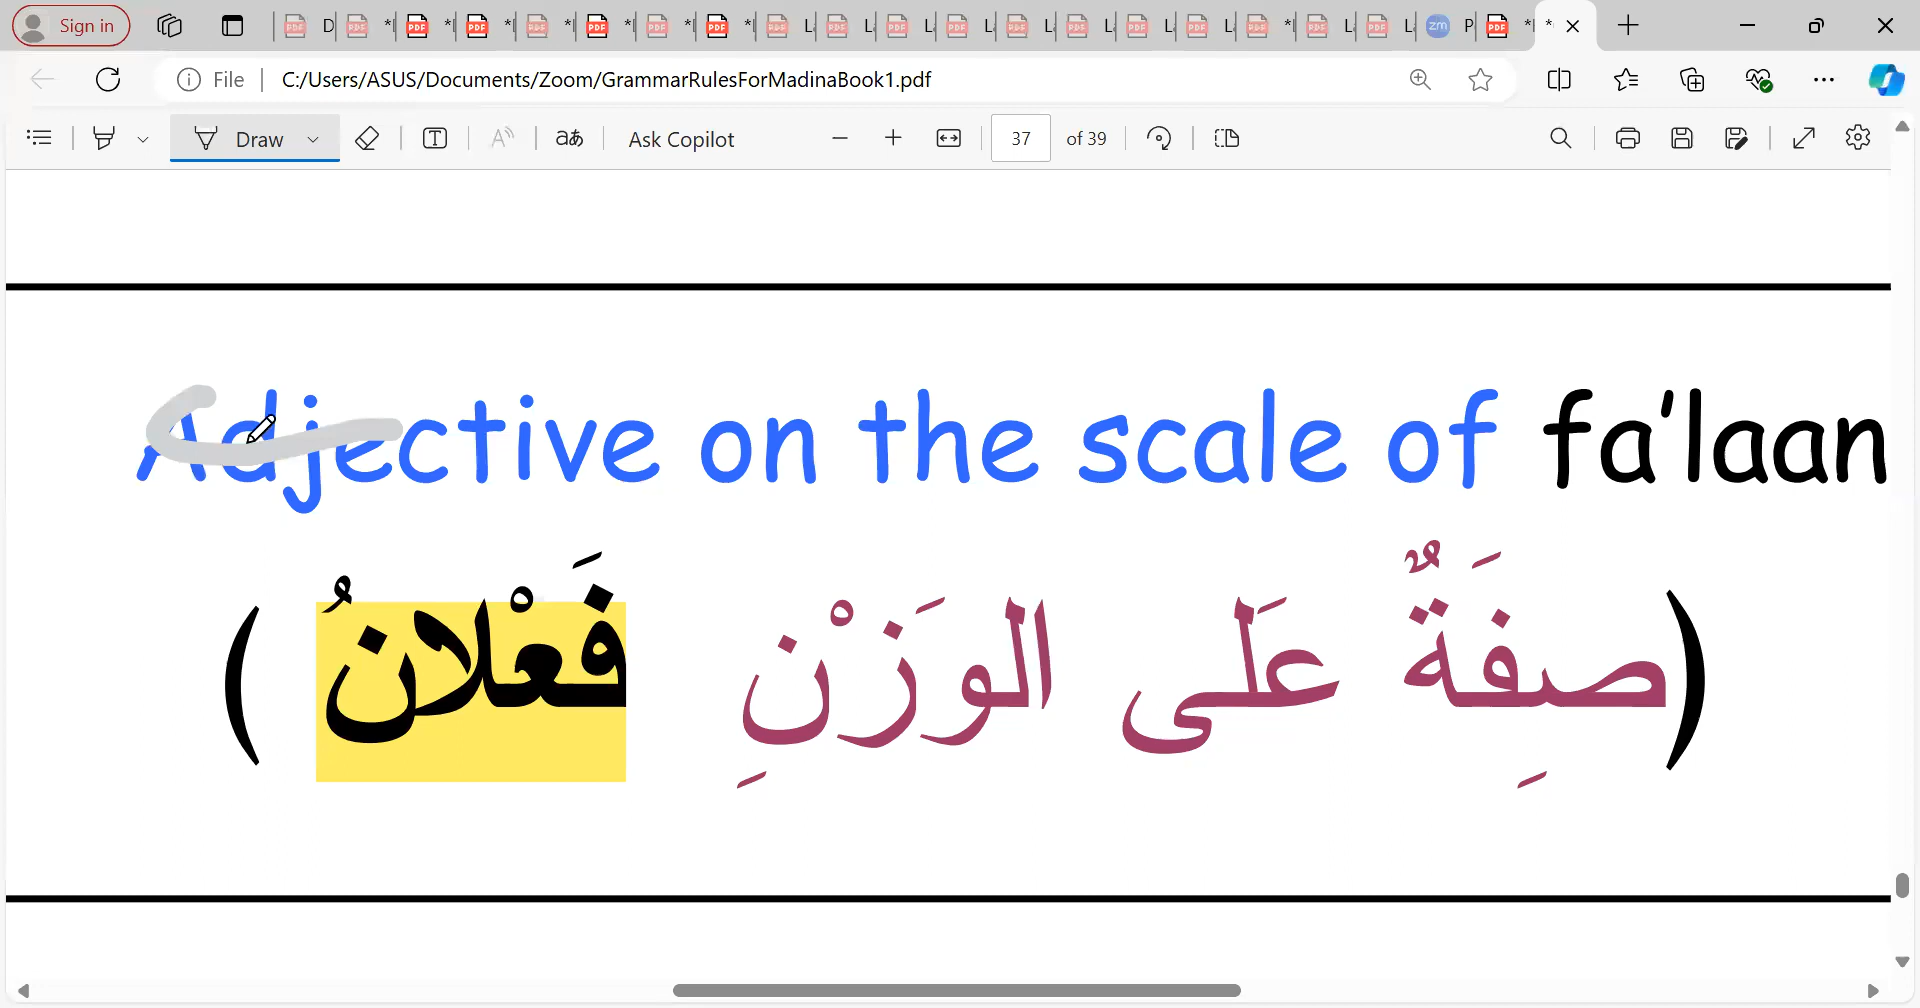 Sign in
File
C:/Users/ASUS/Documents/Zoom/GrammarRulesForMadinaBook1.pdf
Draw
Ask Copilot
37 of 39
Adjective on the scale of fa'laan
(صِفَةٌ عَلَى الوَزْنِ فَعْلَانُ )